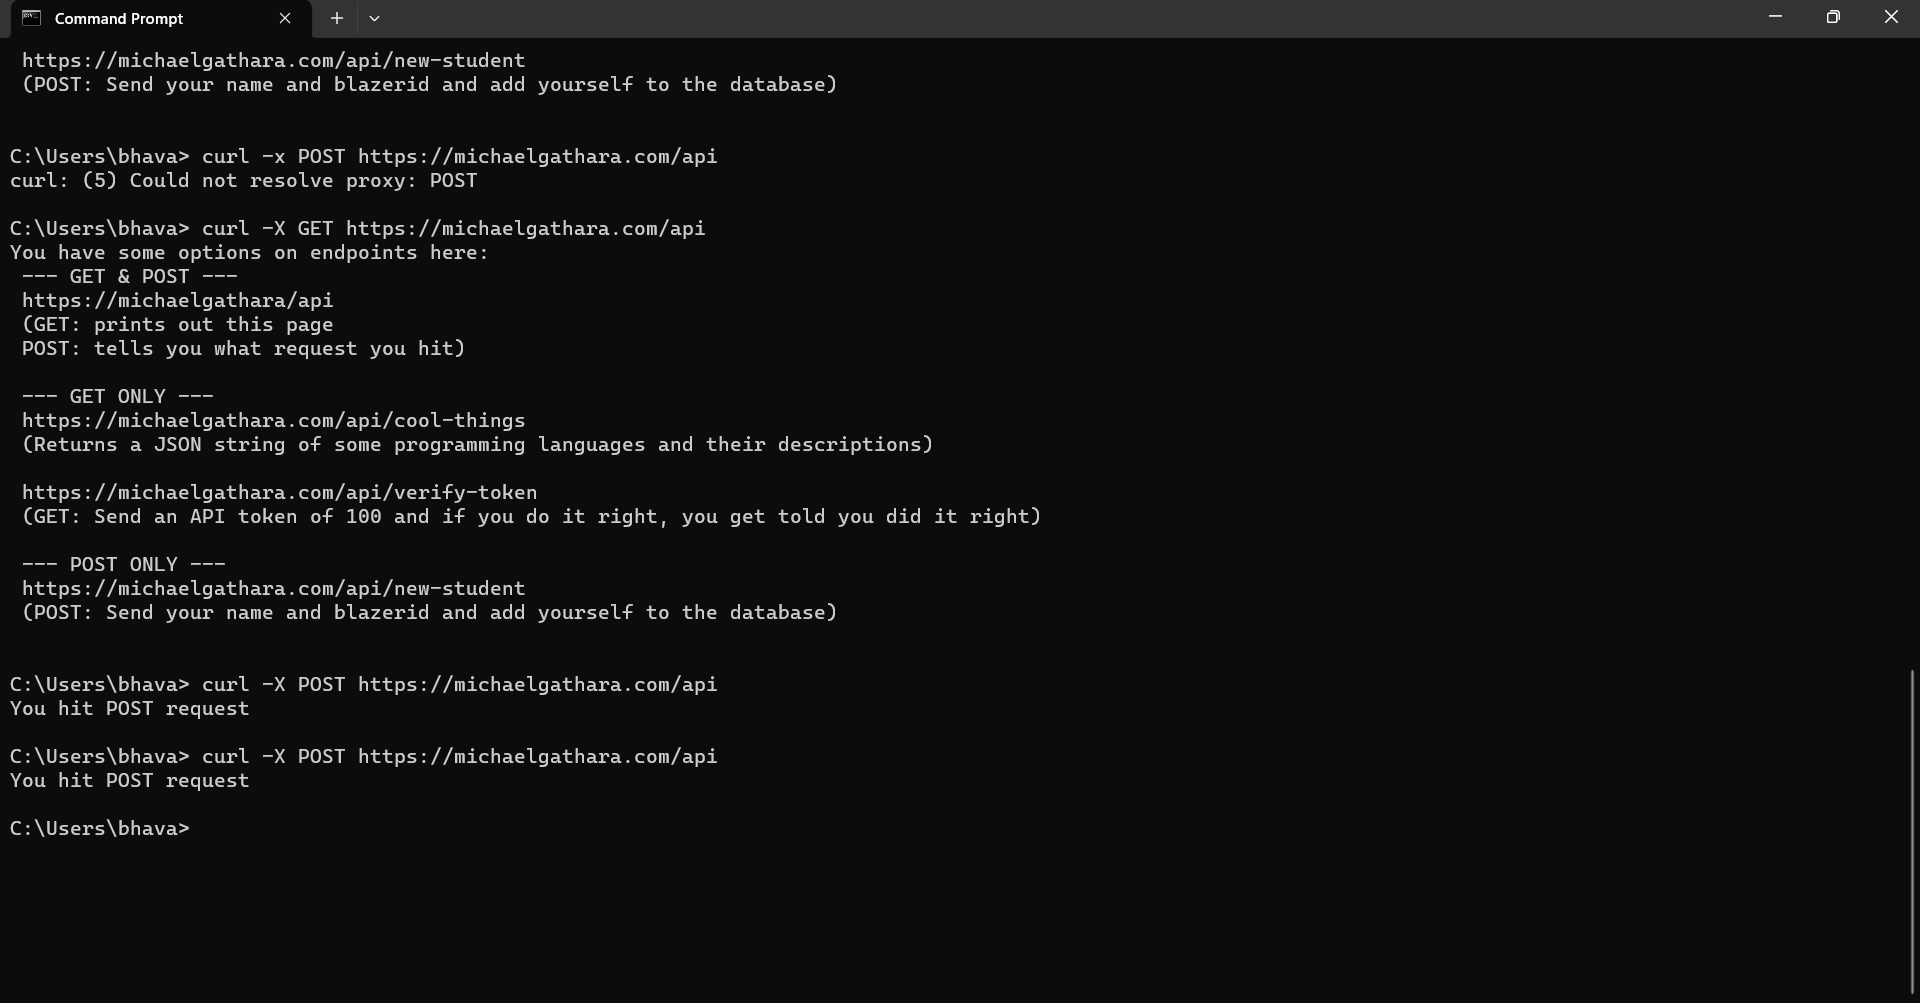 Command Prompt
https://michaelgathara.com/api/new-student
(POST: Send your name and blazerid and add yourself to the database)
C:\Users\bhava> curl -x POST https://michaelgathara.com/api
curl: (5) Could not resolve proxy: POST
C:\Users\bhava> curl -X GET https://michaelgathara.com/api
You have some options on endpoints here:
--- GET & POST ---
https://michaelgathara/api
(GET: prints out this page
POST: tells you what request you hit)
--- GET ONLY ---
https://michaelgathara.com/api/cool-things
(Returns a JSON string of some programming languages and their descriptions)
https://michaelgathara.com/api/verify-token
(GET: Send an API token of 100 and if you do it right, you get told you did it right)
--- POST ONLY ---
https://michaelgathara.com/api/new-student
(POST: Send your name and blazerid and add yourself to the database)
C:\Users\bhava> curl -X POST https://michaelgathara.com/api
You hit POST request
C:\Users\bhava> curl -X POST https://michaelgathara.com/api
You hit POST request
C:\Users\bhava>